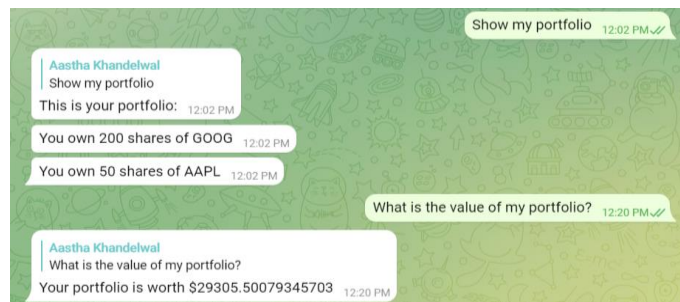 Show my portfolio 12:02 PM
Aastha Khandelwal
Show my portfolio
This is your portfolio: 12:02 PM
You own 200 shares of GOOG 12:02 PM
You own 50 shares of AAPL 12:02 PM
What is the value of my portfolio? 12:20 PM
Aastha Khandelwal
What is the value of my portfolio?
Your portfolio is worth $29305.50079345703 12:20 PM